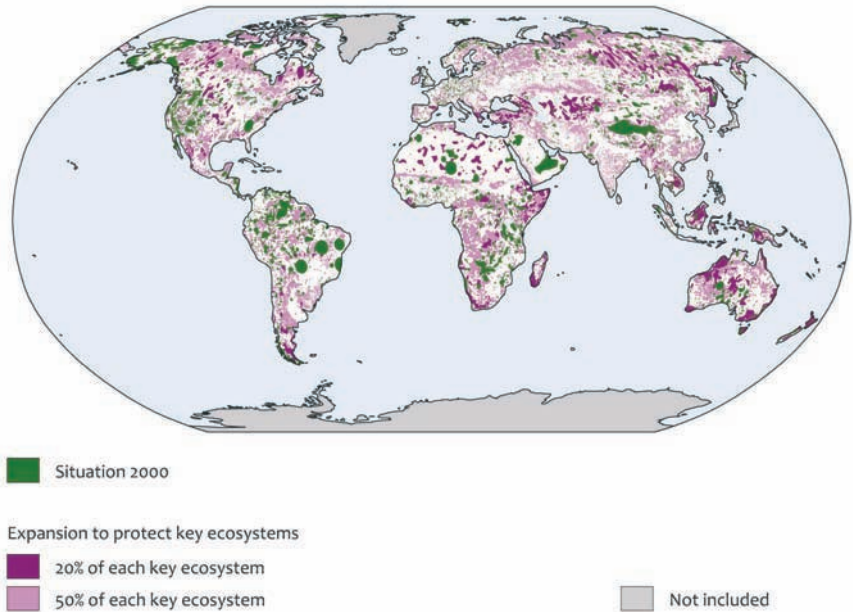 Situation 2000
Expansion to protect key ecosystems
20% of each key ecosystem
50% of each key ecosystem
Not included